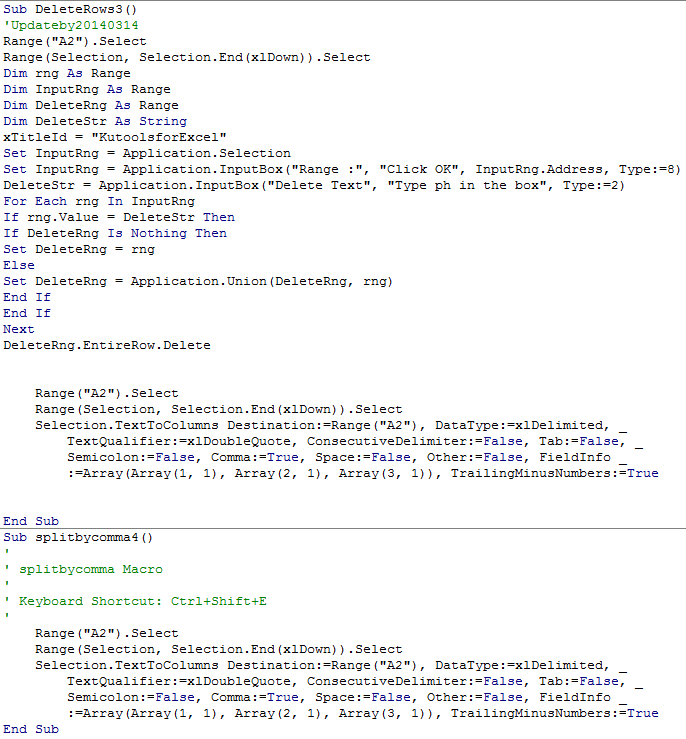 Sub DeleteRows3()
'Updateby20140314
Range("A2").Select
Range(Selection, Selection.End(xlDown)).Select
Dim rng As Range
Dim InputRng As Range
Dim DeleteRng As Range
Dim DeleteStr As String
xTitleId = "KutoolsforExcel"
Set InputRng = Application.Selection
Set InputRng = Application.InputBox("Range :", "Click OK", InputRng.Address, Type:=8)
DeleteStr = Application.InputBox("Delete Text", "Type ph in the box", Type:=2)
For Each rng In InputRng
If rng.Value = DeleteStr Then
If DeleteRng Is Nothing Then
Set DeleteRng = rng
Else
Set DeleteRng = Application.Union(DeleteRng, rng)
End If
End If
Next
DeleteRng.EntireRow.Delete
    Range("A2").Select
    Range(Selection, Selection.End(xlDown)).Select
    Selection.TextToColumns Destination:=Range("A2"), DataType:=xlDelimited, _
        TextQualifier:=xlDoubleQuote, ConsecutiveDelimiter:=False, Tab:=False, _
        Semicolon:=False, Comma:=True, Space:=False, Other:=False, FieldInfo _
        :=Array(Array(1, 1), Array(2, 1), Array(3, 1)), TrailingMinusNumbers:=True
End Sub
Sub splitbycomma4()
'
' splitbycomma Macro
'
' Keyboard Shortcut: Ctrl+Shift+E
'
    Range("A2").Select
    Range(Selection, Selection.End(xlDown)).Select
    Selection.TextToColumns Destination:=Range("A2"), DataType:=xlDelimited, _
        TextQualifier:=xlDoubleQuote, ConsecutiveDelimiter:=False, Tab:=False, _
        Semicolon:=False, Comma:=True, Space:=False, Other:=False, FieldInfo _
        :=Array(Array(1, 1), Array(2, 1), Array(3, 1)), TrailingMinusNumbers:=True
End Sub